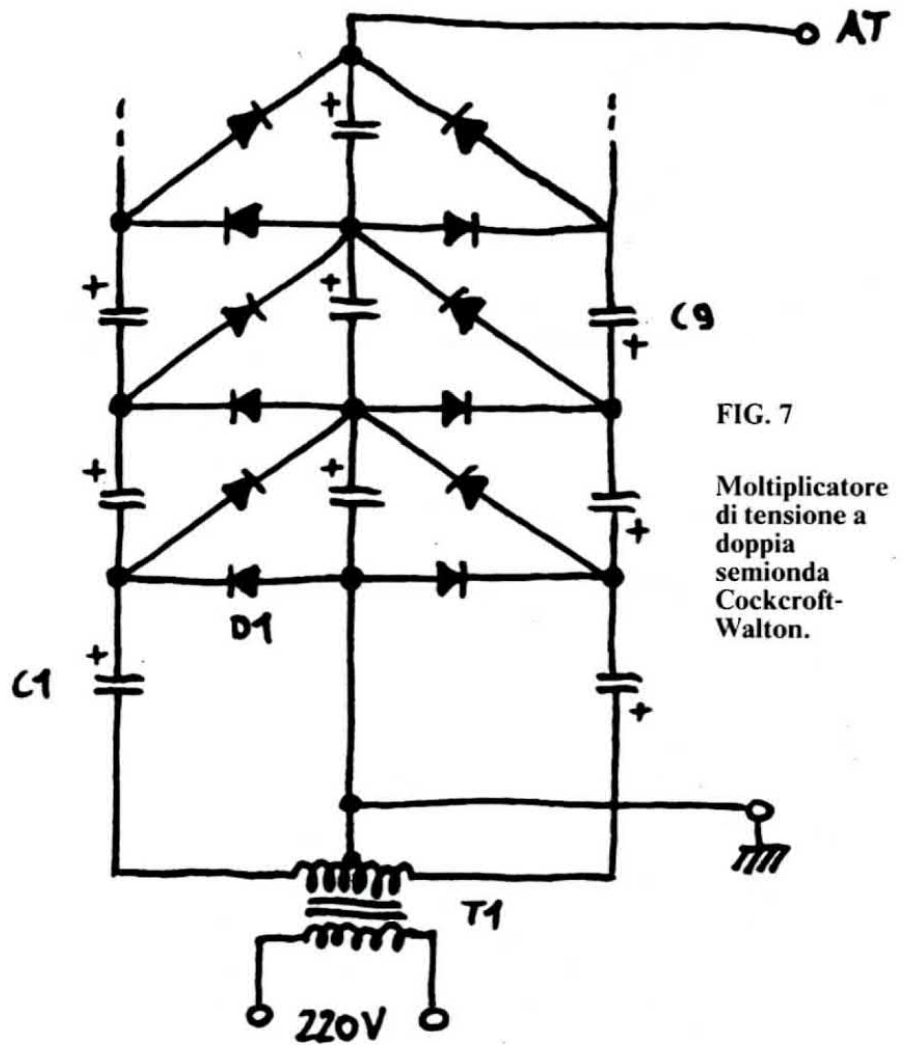 AT
+
+
+
+
C9
+
FIG. 7
+
+
+
Moltiplicatore
di tensione a
doppia
semionda
Cockcroft-
Walton.
D1
+
C1
+
T1
220V